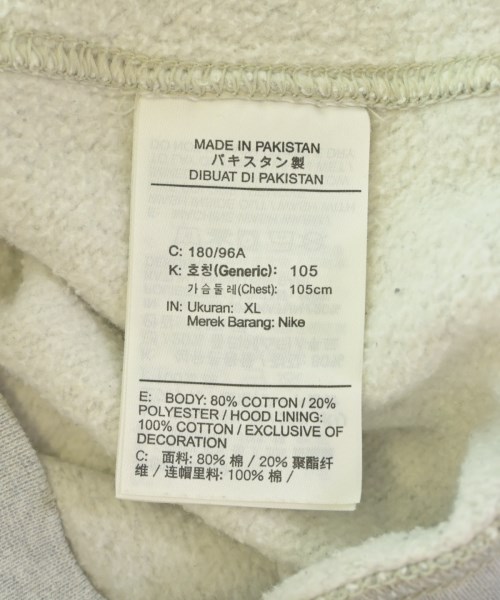 MADE IN PAKISTAN
パキスタン製
DIBUAT DI PAKISTAN
C: 180/96A
K: 호칭(Generic): 105
가슴둘레(Chest): 105cm
IN: Ukuran: XL
Merek Barang: Nike
E: BODY: 80% COTTON / 20%
POLYESTER / HOOD LINING:
100% COTTON / EXCLUSIVE OF
DECORATION
C: 面料: 80% 棉 / 20% 聚酯纤
维 / 连帽里料: 100% 棉 /